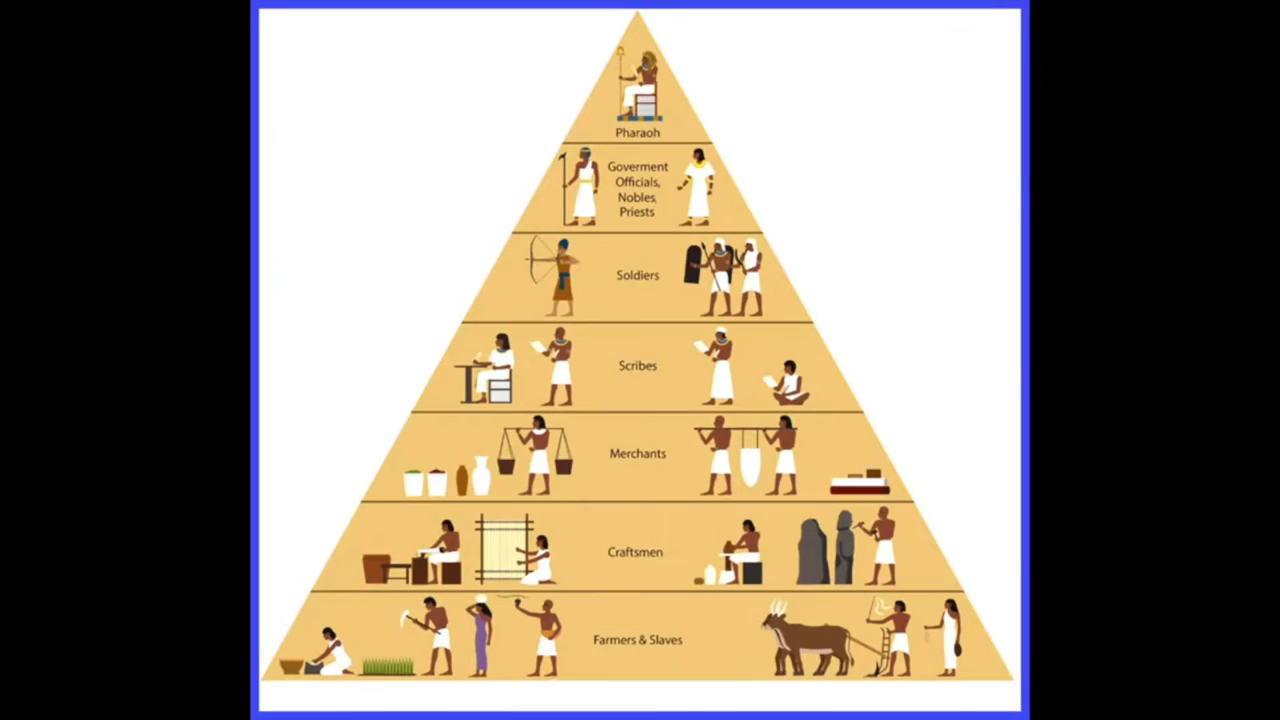 Pharaoh
Goverment
Officials,
Nobles,
Priests
Soldiers
Scribes
Merchants
Craftsmen
Farmers & Slaves